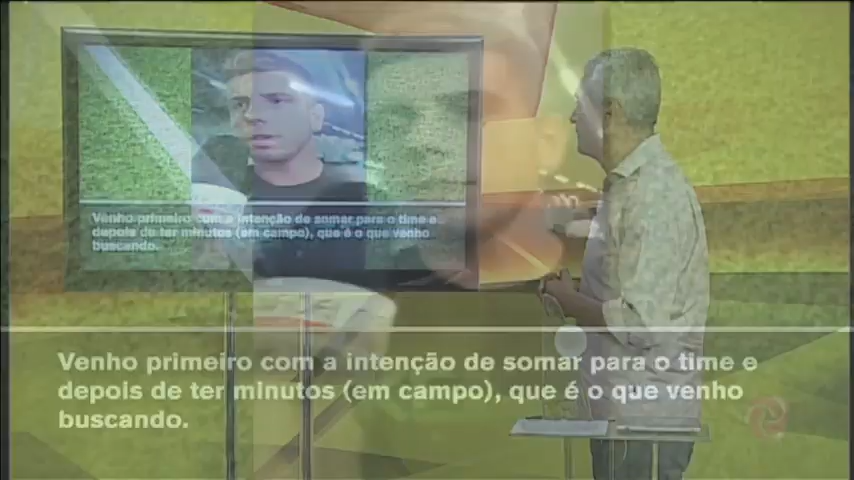 Venho primeiro com a intenção de somar para o time e
depois de ter minutos (em campo), que é o que venho
buscando.
Venho primeiro com a intenção de somar para o time e
depois de ter minutos (em campo), que é o que venho
buscando.